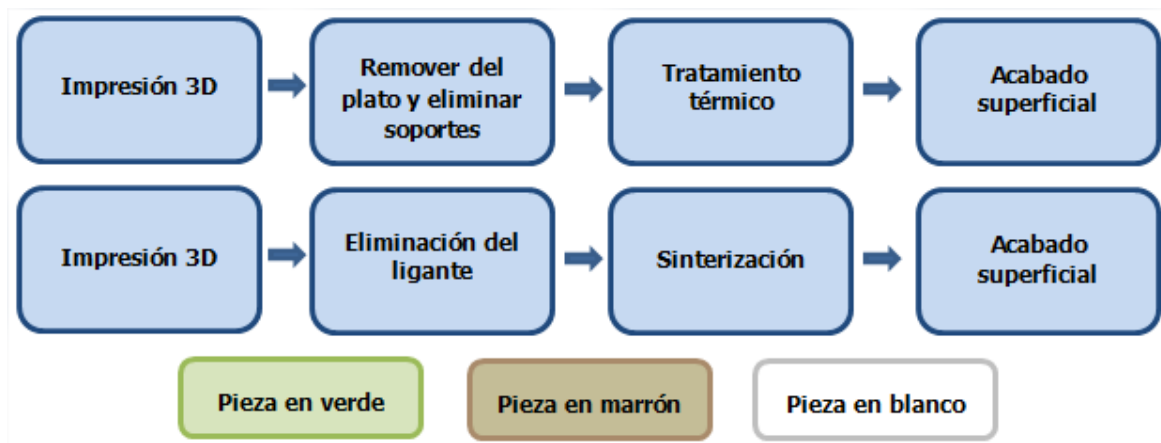 Impresión 3D
Remover del
plato y eliminar
soportes
Tratamiento
térmico
Acabado
superficial
Impresión 3D
Eliminación del
ligante
Sinterización
Acabado
superficial
Pieza en verde
Pieza en marrón
Pieza en blanco